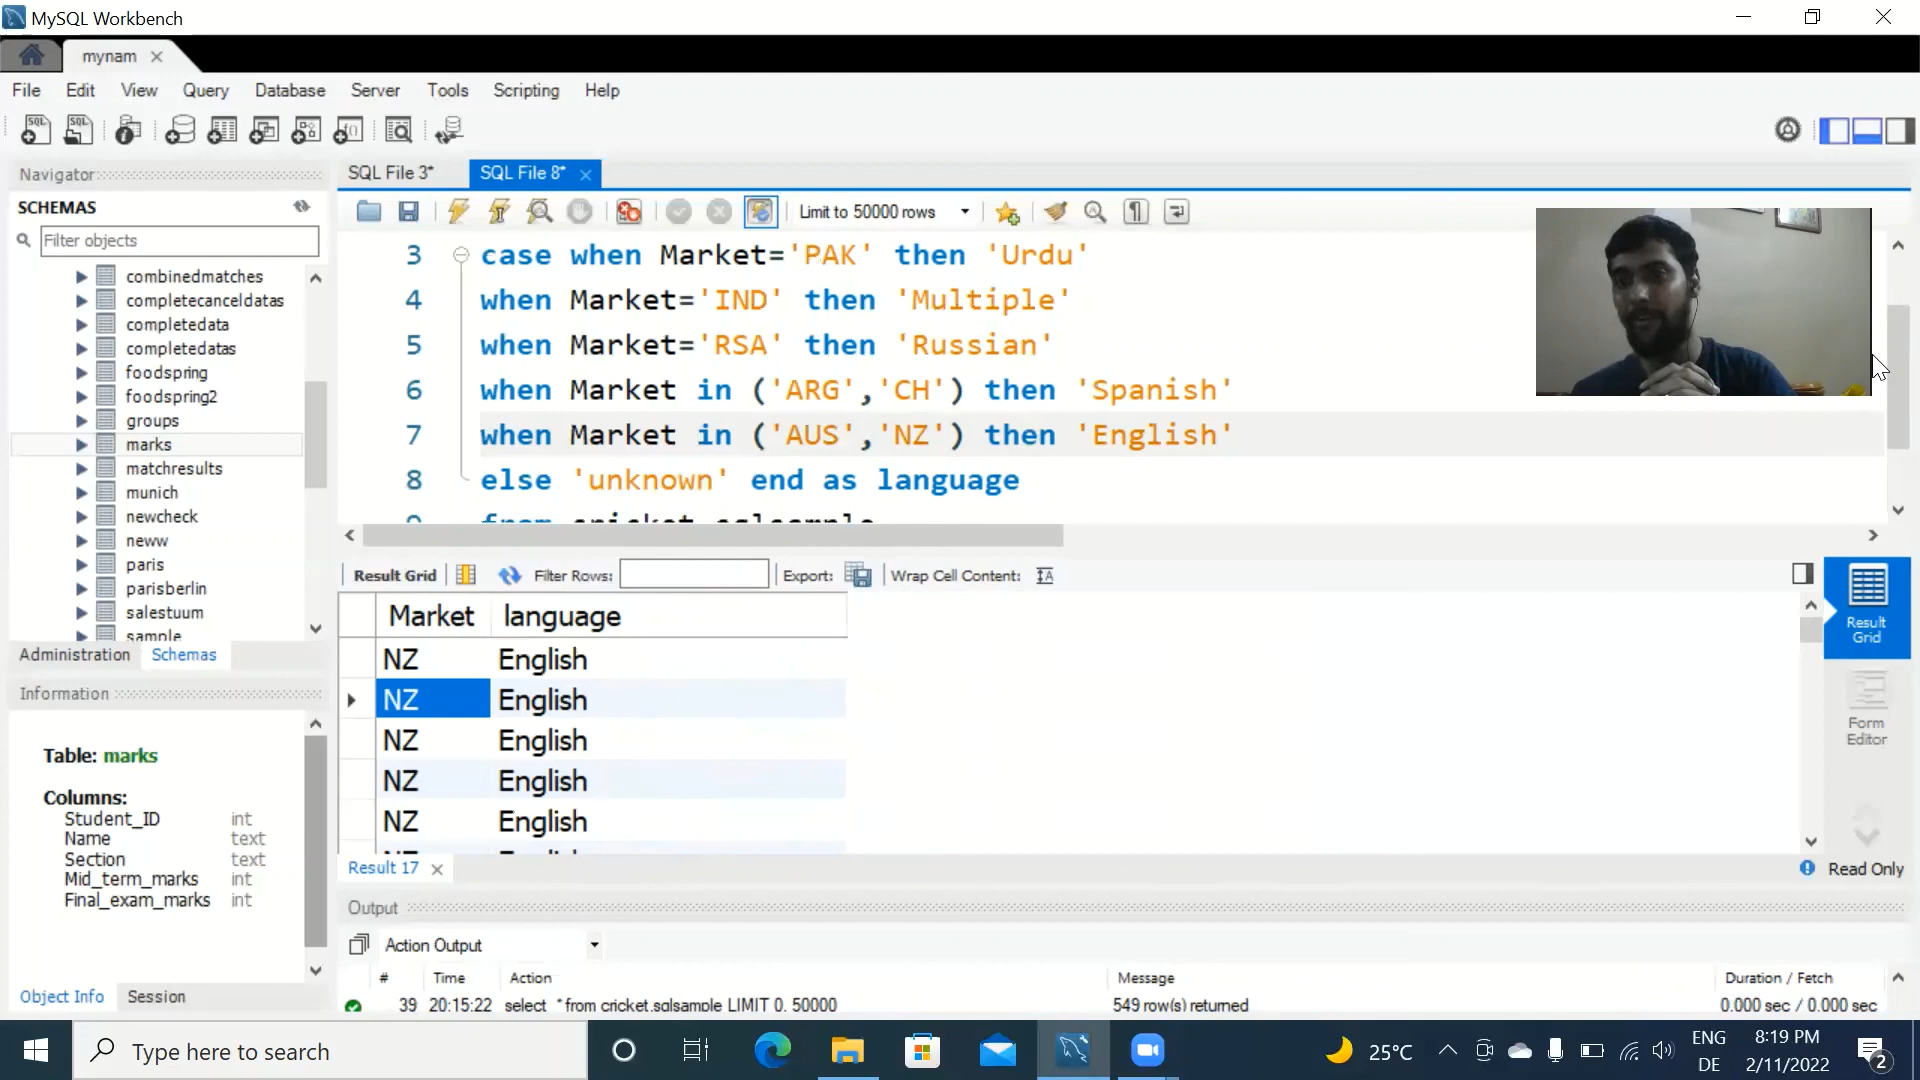 MySQL Workbench
mynam
File Edit View Query Database Server Tools Scripting Help
Navigator
SCHEMAS
Filter objects
combinedmatches
completecanceldatas
completedata
completedatas
foodspring
foodspring2
groups
marks
matchresults
munich
newcheck
neww
paris
parisberlin
salestuum
sample
Administration Schemas
Information
Table: marks
Columns:
Student_ID int
Name text
Section text
Mid_term_marks int
Final_exam_marks int
Object Info Session
SQL File 3* SQL File 8*
Limit to 50000 rows
3 case when Market='PAK' then 'Urdu'
4 when Market='IND' then 'Multiple'
5 when Market='RSA' then 'Russian'
6 when Market in ('ARG','CH') then 'Spanish'
7 when Market in ('AUS','NZ') then 'English'
8 else 'unknown' end as language
9 from cricket.sqlsample
Result Grid Filter Rows: Export: Wrap Cell Content:
Market language
NZ English
NZ English
NZ English
NZ English
NZ English
NZ English
Result Grid
Form Editor
Result 17
Read Only
Output
Action Output
# Time Action Message Duration / Fetch
39 20:15:22 select * from cricket.sqlsample LIMIT 0, 50000 549 row(s) returned 0.000 sec / 0.000 sec
Type here to search
25°C
ENG
DE
8:19 PM
2/11/2022
2